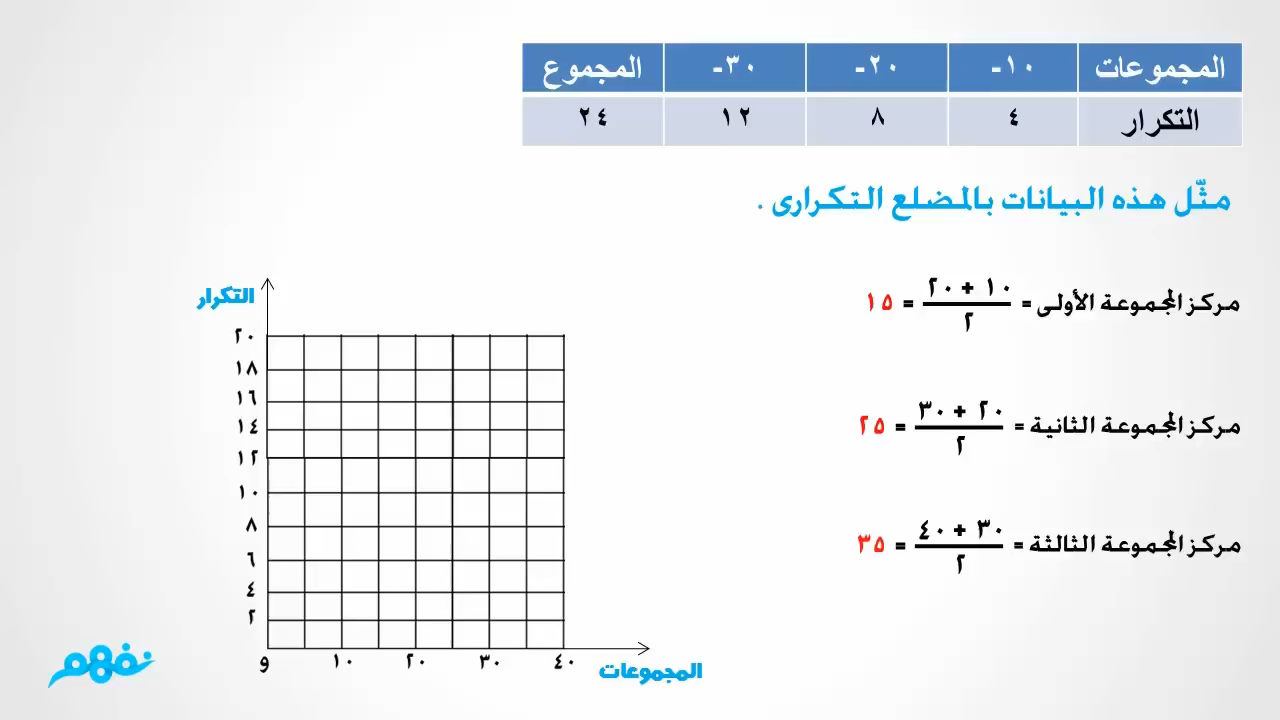 المجموعات ١٠- ٢٠- ٣٠- المجموع
التكرار ٤ ٨ ١٢ ٢٤
مثّل هذه البيانات بالمضلع التكرارى .
مركز المجموعة الأولى = ١٠ + ٢٠ / ٢ = ١٥
مركز المجموعة الثانية = ٢٠ + ٣٠ / ٢ = ٢٥
مركز المجموعة الثالثة = ٣٠ + ٤٠ / ٢ = ٣٥
التكرار
٢٠
١٨
١٦
١٤
١٢
١٠
٨
٦
٤
٢
و ١٠ ٢٠ ٣٠ ٤٠
المجموعات
نفهم